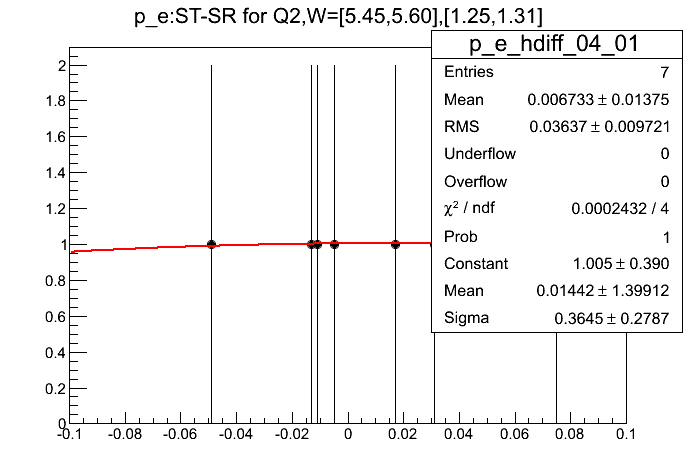 p_e:ST-SR for Q2,W=[5.45,5.60],[1.25,1.31]
p_e_hdiff_04_01
Entries 7
Mean 0.006733 ± 0.01375
RMS 0.03637 ± 0.009721
Underflow 0
Overflow 0
χ² / ndf 0.0002432 / 4
Prob 1
Constant 1.005 ± 0.390
Mean 0.01442 ± 1.39912
Sigma 0.3645 ± 0.2787
2
1.8
1.6
1.4
1.2
1
0.8
0.6
0.4
0.2
0
-0.1 -0.08 -0.06 -0.04 -0.02 0 0.02 0.04 0.06 0.08 0.1